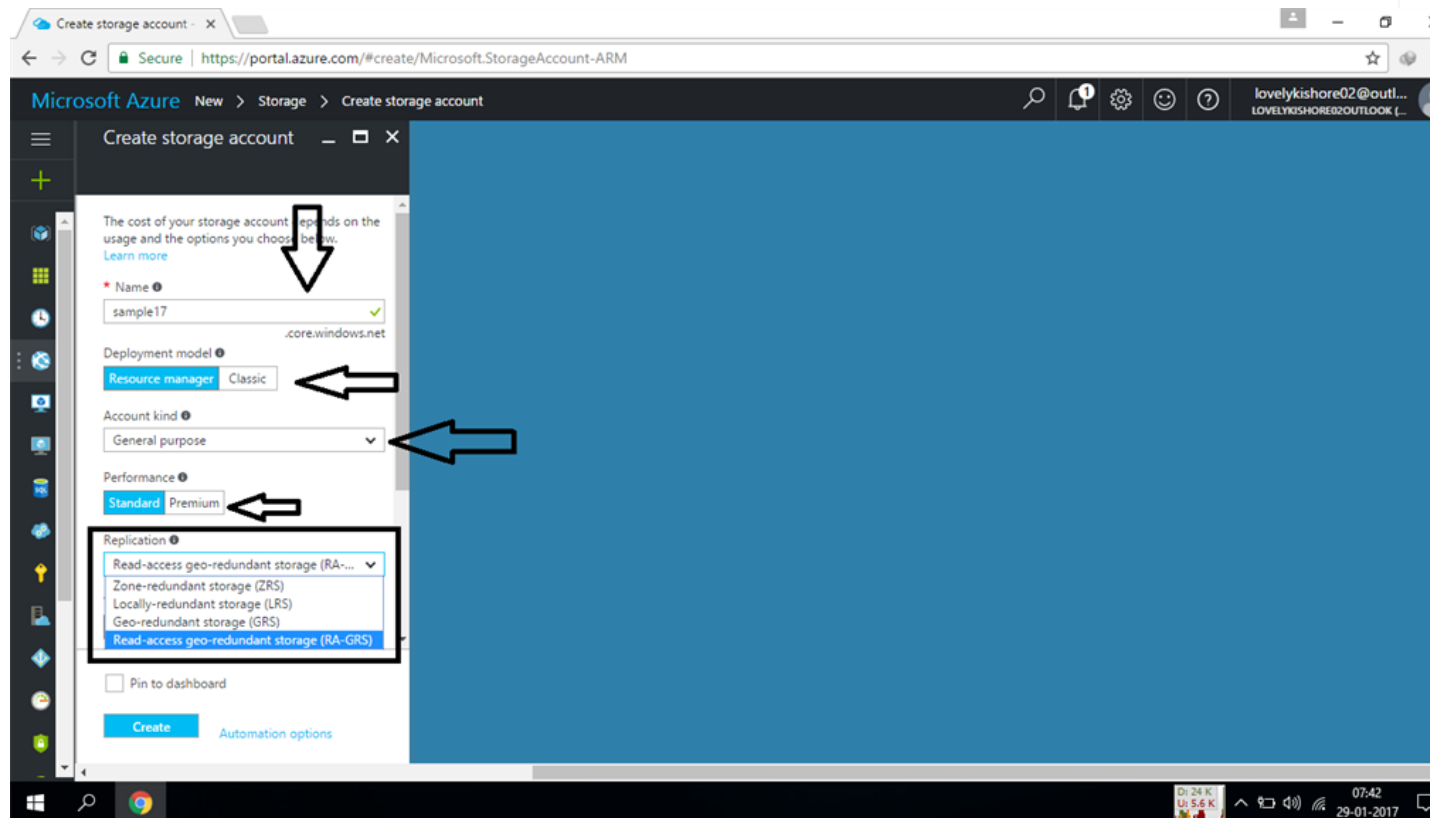 Create storage account -
Secure | https://portal.azure.com/#create/Microsoft.StorageAccount-ARM
Microsoft Azure New > Storage > Create storage account
1
lovelykishore02@outl...
LOVELYKISHORE02OUTLOOK (...
Create storage account
The cost of your storage account depends on the
usage and the options you choose below.
Learn more
* Name
sample17
.core.windows.net
Deployment model
Resource manager Classic
Account kind
General purpose
Performance
Standard Premium
Replication
Read-access geo-redundant storage (RA-...
Zone-redundant storage (ZRS)
Locally-redundant storage (LRS)
Geo-redundant storage (GRS)
Read-access geo-redundant storage (RA-GRS)
Pin to dashboard
Create Automation options
D: 24 K
U: 5.6 K
07:42
29-01-2017